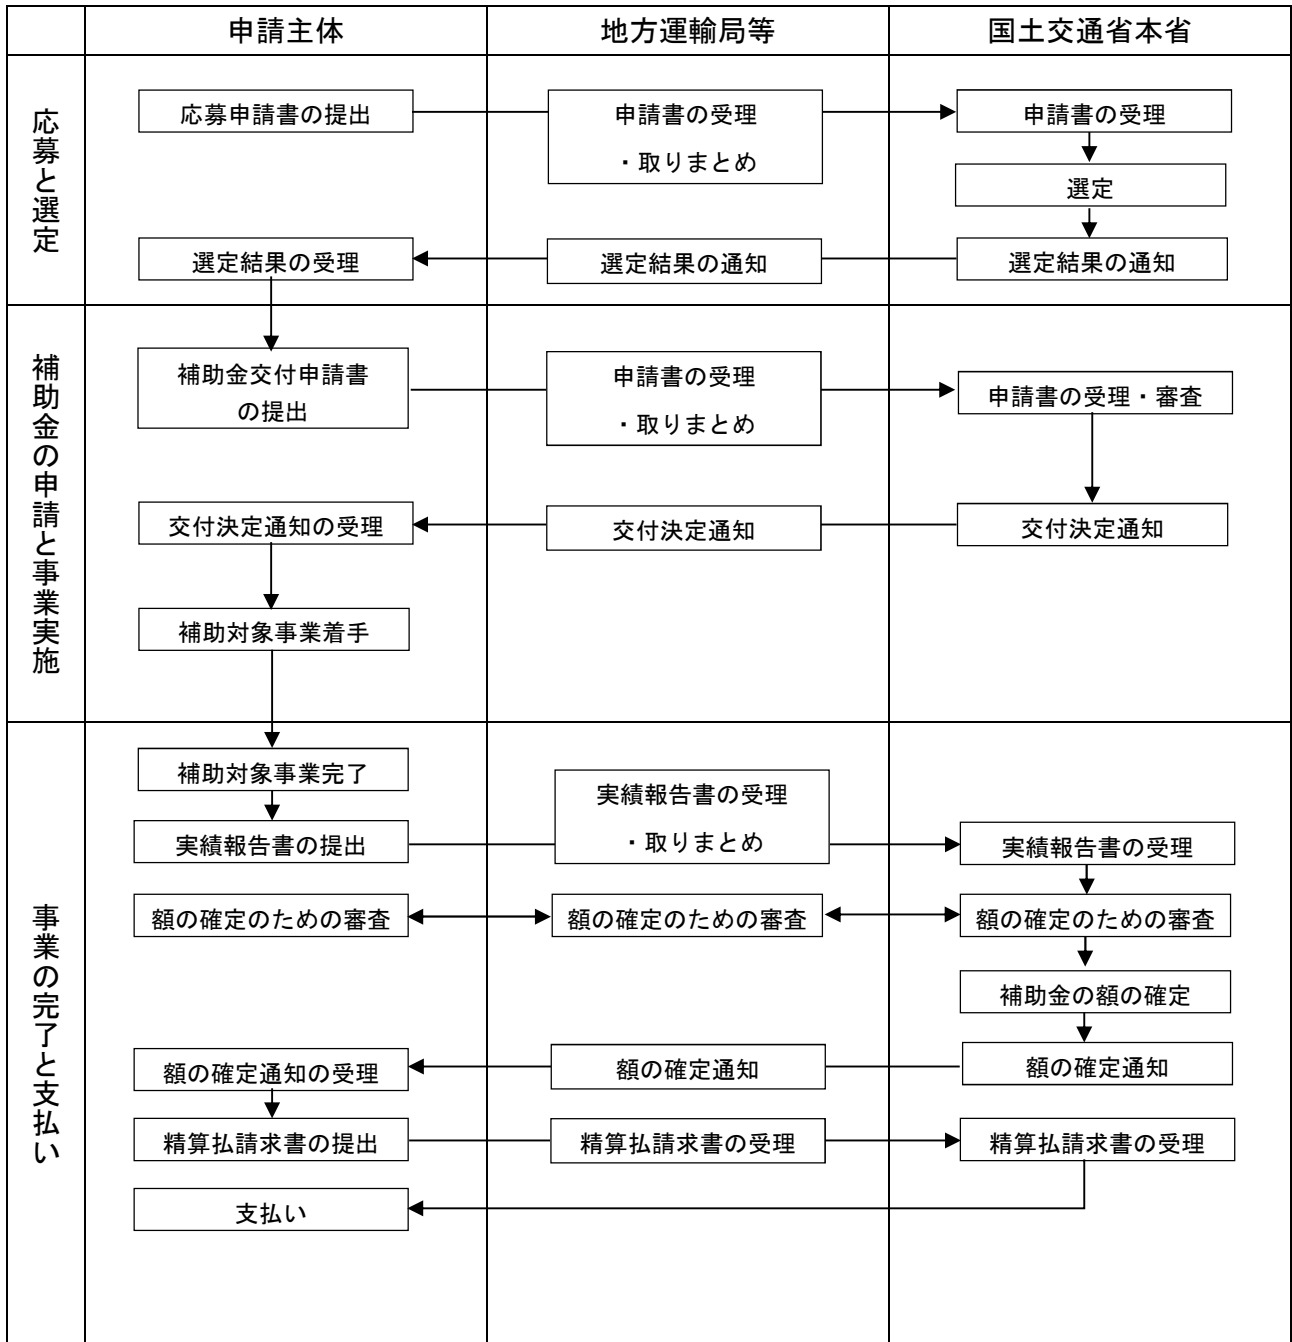 申請主体
地方運輸局等
国土交通省本省
応募と選定
応募申請書の提出
申請書の受理
・取りまとめ
申請書の受理
選定
選定結果の受理
選定結果の通知
選定結果の通知
補助金の申請と事業実施
補助金交付申請書
の提出
申請書の受理
・取りまとめ
申請書の受理・審査
交付決定通知の受理
交付決定通知
交付決定通知
補助対象事業着手
事業の完了と支払い
補助対象事業完了
実績報告書の提出
実績報告書の受理
・取りまとめ
実績報告書の受理
額の確定のための審査
額の確定のための審査
額の確定のための審査
補助金の額の確定
額の確定通知の受理
額の確定通知
額の確定通知
精算払請求書の提出
精算払請求書の受理
精算払請求書の受理
支払い